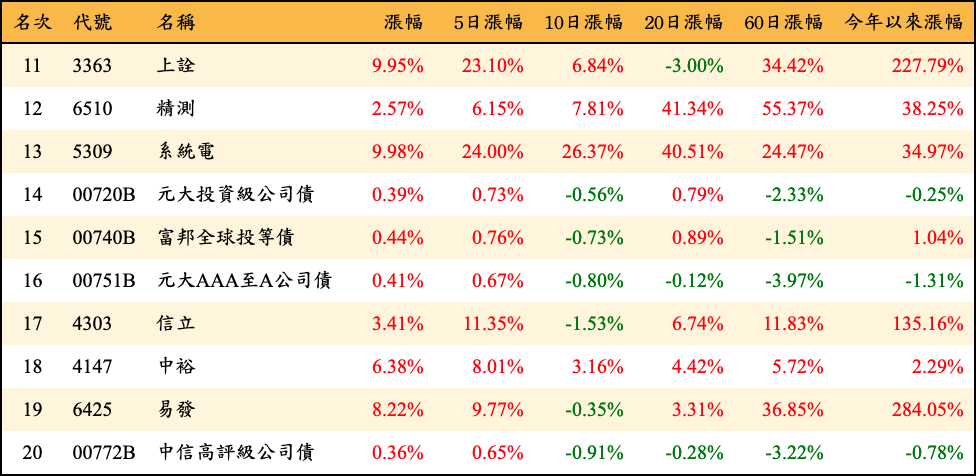 名次 代號 名稱 漲幅 5日漲幅 10日漲幅 20日漲幅 60日漲幅 今年以來漲幅
11 3363 上詮 9.95% 23.10% 6.84% -3.00% 34.42% 227.79%
12 6510 精測 2.57% 6.15% 7.81% 41.34% 55.37% 38.25%
13 5309 系統電 9.98% 24.00% 26.37% 40.51% 24.47% 34.97%
14 00720B 元大投資級公司債 0.39% 0.73% -0.56% 0.79% -2.33% -0.25%
15 00740B 富邦全球投等債 0.44% 0.76% -0.73% 0.89% -1.51% 1.04%
16 00751B 元大AAA至A公司債 0.41% 0.67% -0.80% -0.12% -3.97% -1.31%
17 4303 信立 3.41% 11.35% -1.53% 6.74% 11.83% 135.16%
18 4147 中裕 6.38% 8.01% 3.16% 4.42% 5.72% 2.29%
19 6425 易發 8.22% 9.77% -0.35% 3.31% 36.85% 284.05%
20 00772B 中信高評級公司債 0.36% 0.65% -0.91% -0.28% -3.22% -0.78%